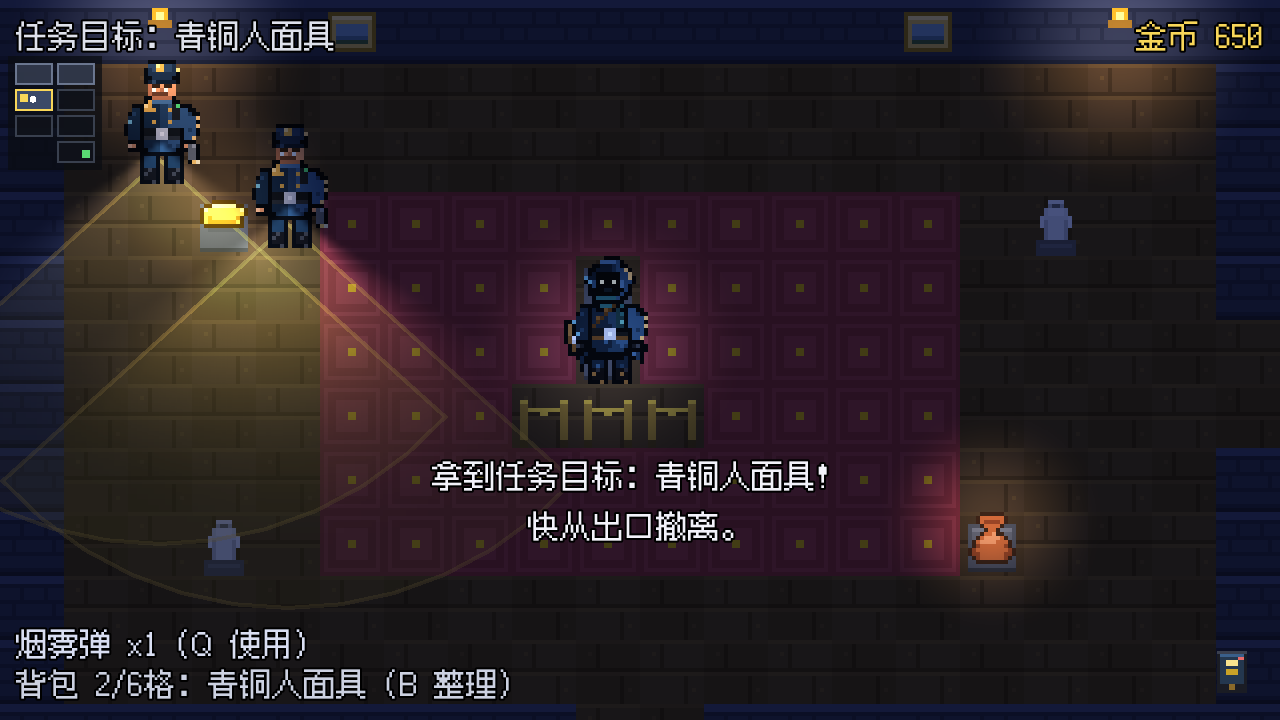 任务目标：青铜人面具
金币 650
拿到任务目标：青铜人面具！
快从出口撤离。
烟雾弹 x1（Q 使用）
背包 2/6格：青铜人面具（B 整理）